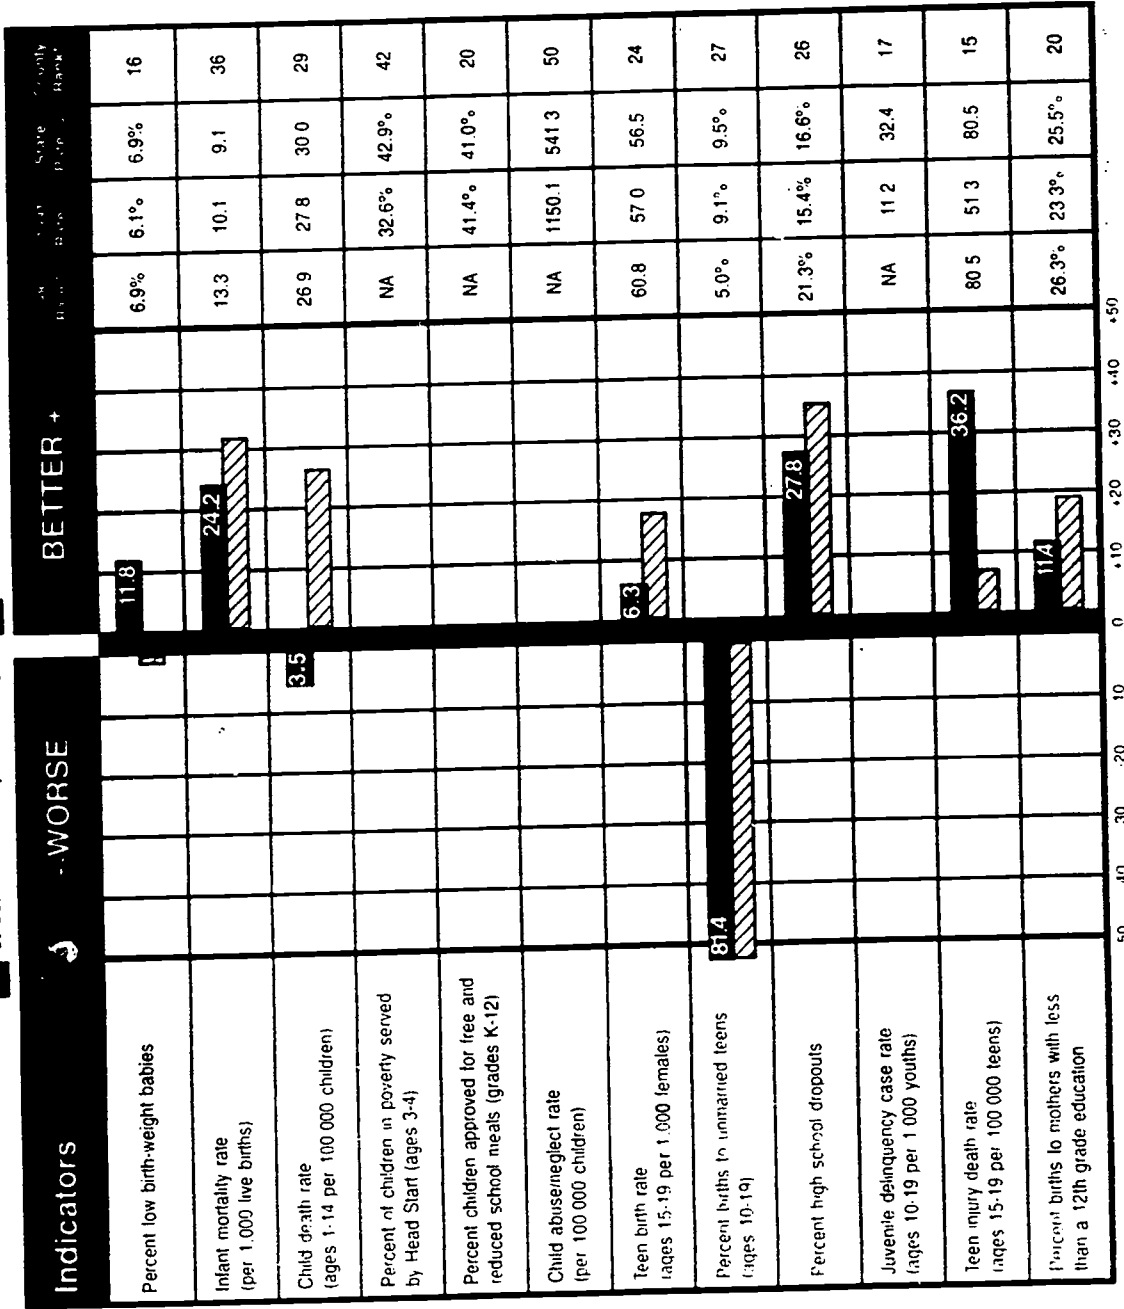 Indicators
- WORSE
BETTER +
State
Rank
Percent low birth-weight babies
11.8
6.9%
6.1%
6.9%
16
Infant mortality rate
(per 1,000 live births)
24.2
13.3
10.1
9.1
36
Child death rate
(ages 1-14 per 100 000 children)
3.5
26 9
27 8
30 0
29
Percent of children in poverty served
by Head Start (ages 3-4)
NA
32.6%
42.9%
42
Percent children approved for free and
reduced school meals (grades K-12)
NA
41.4%
41.0%
20
Child abuse/neglect rate
(per 100 000 children)
NA
1150.1
541 3
50
Teen birth rate
(ages 15-19 per 1,000 females)
6.3
60.8
57 0
56.5
24
Percent births to unmarried teens
(ages 10-19)
81.4
5.0%
9.1%
9.5%
27
Percent high school dropouts
27.8
21.3%
15.4%
16.6%
26
Juvenile delinquency case rate
(ages 10-19 per 1 000 youths)
NA
11 2
32.4
17
Teen injury death rate
(ages 15-19 per 100 000 teens)
36.2
80 5
51 3
80.5
15
Percent births to mothers with less
than a 12th grade education
11.4
26.3%
23 3%
25.5%
20
50
40
30
20
10
0
+10
+20
+30
+40
+50